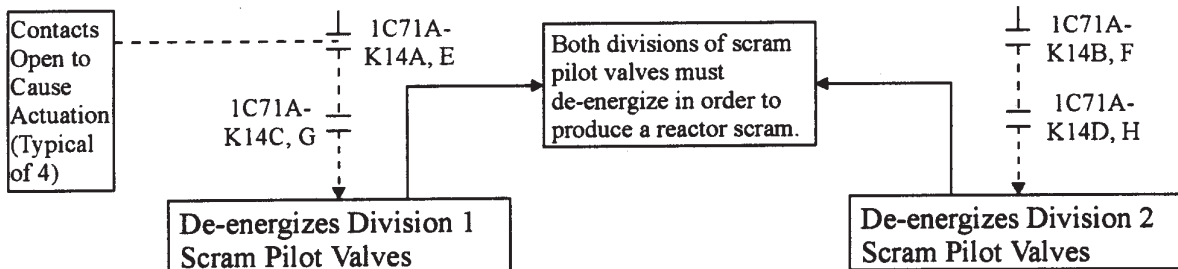 Contacts
Open to
Cause
Actuation
(Typical
of 4)
1C71A-
K14A, E
1C71A-
K14C, G
Both divisions of scram
pilot valves must
de-energize in order to
produce a reactor scram.
1C71A-
K14B, F
1C71A-
K14D, H
De-energizes Division 1
Scram Pilot Valves
De-energizes Division 2
Scram Pilot Valves